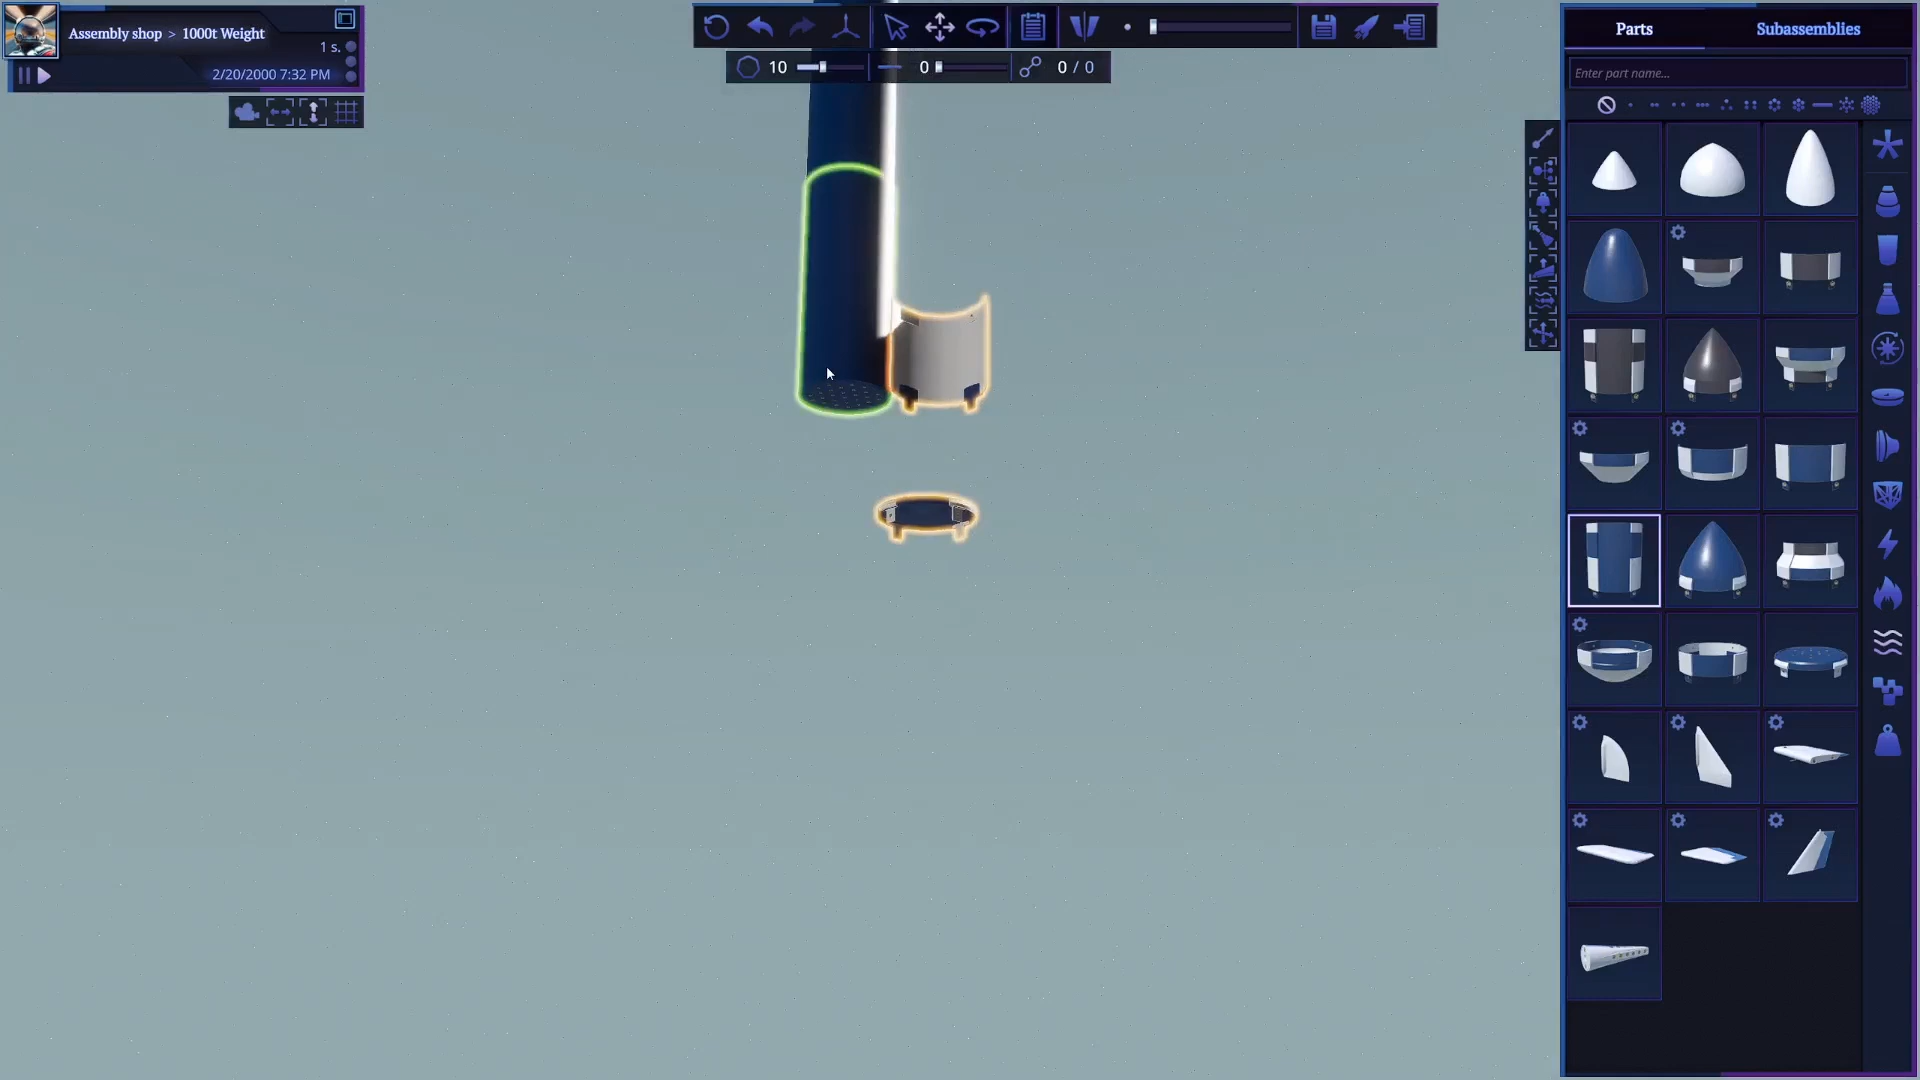 Assembly shop > 1000t Weight
1 s.
2/20/2000 7:32 PM
10
0
0 / 0
Parts
Subassemblies
Enter part name...